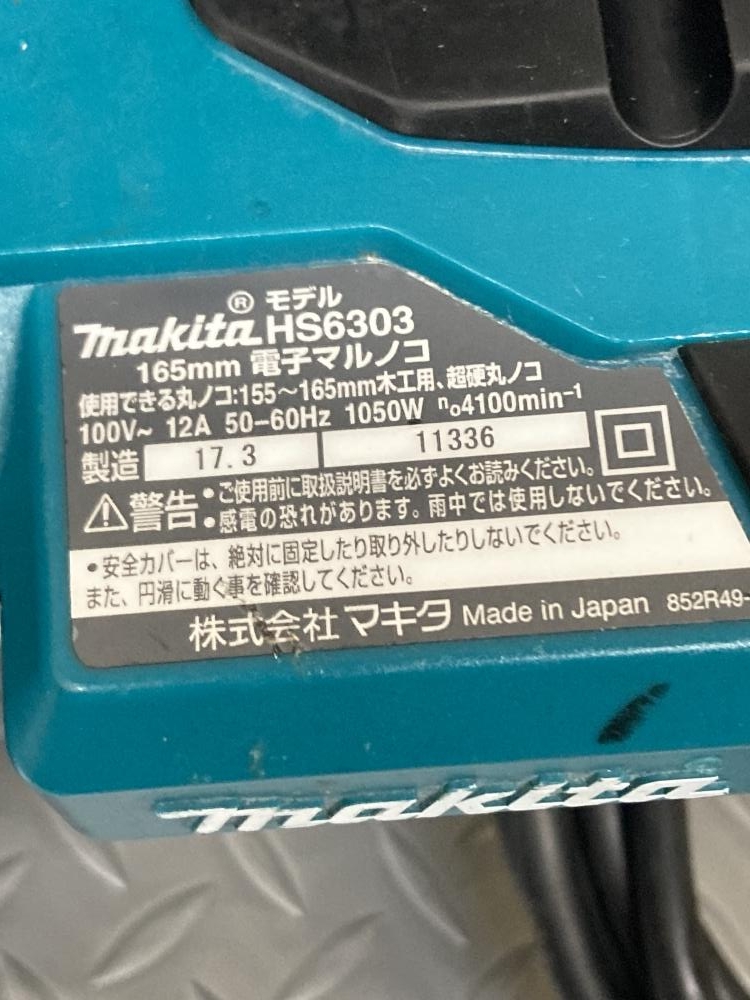 ® モデル
makita HS6303
165mm 電子マルノコ
使用できる丸ノコ:155～165mm木工用、超硬丸ノコ
100V~ 12A 50-60Hz 1050W n₀4100min⁻¹
製造 17.3 11336
⚠警告 •ご使用前に取扱説明書を必ずよくお読みください。
•感電の恐れがあります。雨中では使用しないでください。
•安全カバーは、絶対に固定したり取り外したりしないでください。
また、円滑に動く事を確認してください。
株式会社マキタ Made in Japan 852R49-
makita